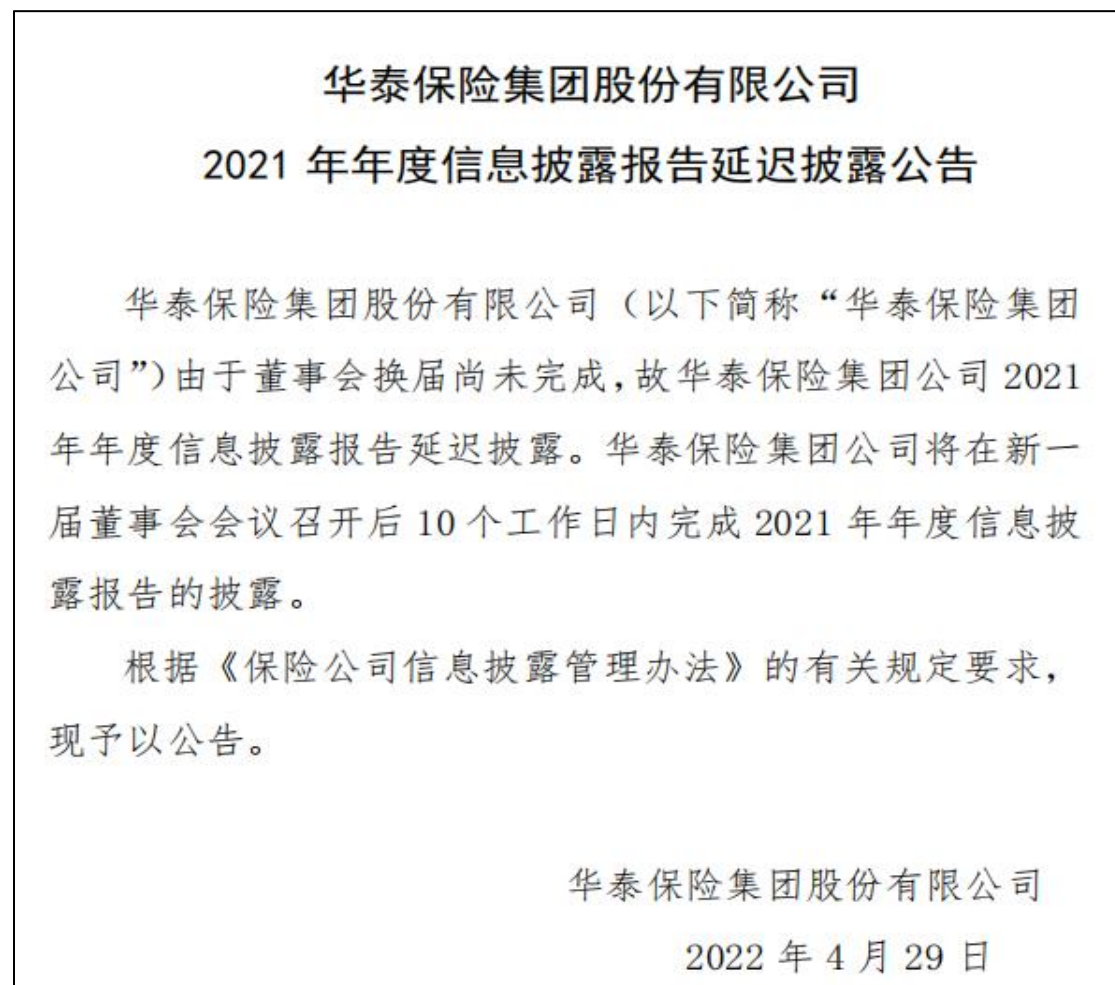 华泰保险集团股份有限公司
2021 年年度信息披露报告延迟披露公告
华泰保险集团股份有限公司（以下简称“华泰保险集团
公司”）由于董事会换届尚未完成，故华泰保险集团公司 2021
年年度信息披露报告延迟披露。华泰保险集团公司将在新一
届董事会会议召开后 10 个工作日内完成 2021 年年度信息披
露报告的披露。
根据《保险公司信息披露管理办法》的有关规定要求，
现予以公告。
华泰保险集团股份有限公司
2022 年 4 月 29 日